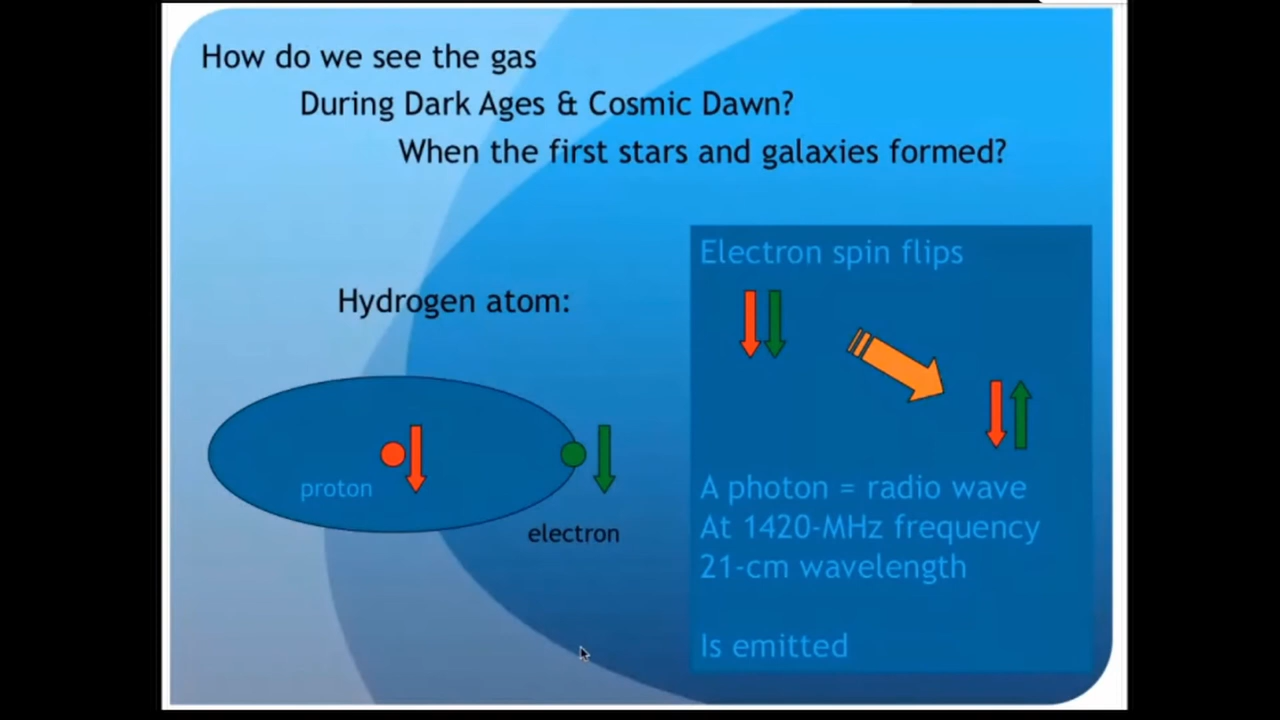 How do we see the gas
During Dark Ages & Cosmic Dawn?
When the first stars and galaxies formed?
Hydrogen atom:
proton
electron
Electron spin flips
A photon = radio wave
At 1420-MHz frequency
21-cm wavelength
Is emitted